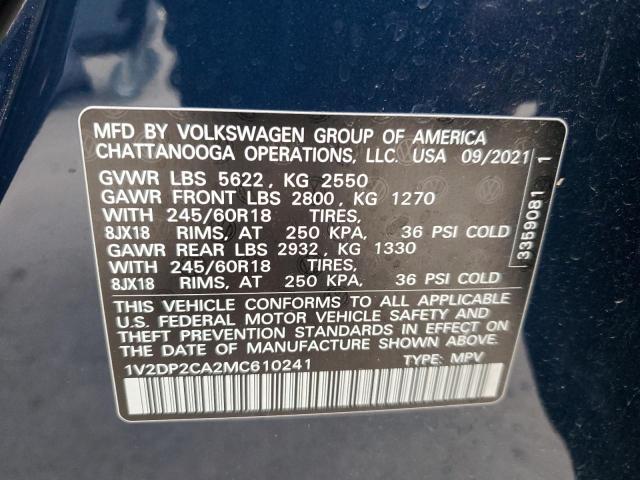 MFD BY VOLKSWAGEN GROUP OF AMERICA
CHATTANOOGA OPERATIONS, LLC. USA 09/2021
GVWR LBS 5622, KG 2550
GAWR FRONT LBS 2800, KG 1270
WITH 245/60R18 TIRES,
8JX18 RIMS, AT 250 KPA, 36 PSI COLD
GAWR REAR LBS 2932, KG 1330
WITH 245/60R18 TIRES,
8JX18 RIMS, AT 250 KPA, 36 PSI COLD
THIS VEHICLE CONFORMS TO ALL APPLICABLE
U.S. FEDERAL MOTOR VEHICLE SAFETY AND
THEFT PREVENTION STANDARDS IN EFFECT ON
THE DATE OF MANUFACTURE SHOWN ABOVE.
1V2DP2CA2MC610241 TYPE: MPV
3359081 1